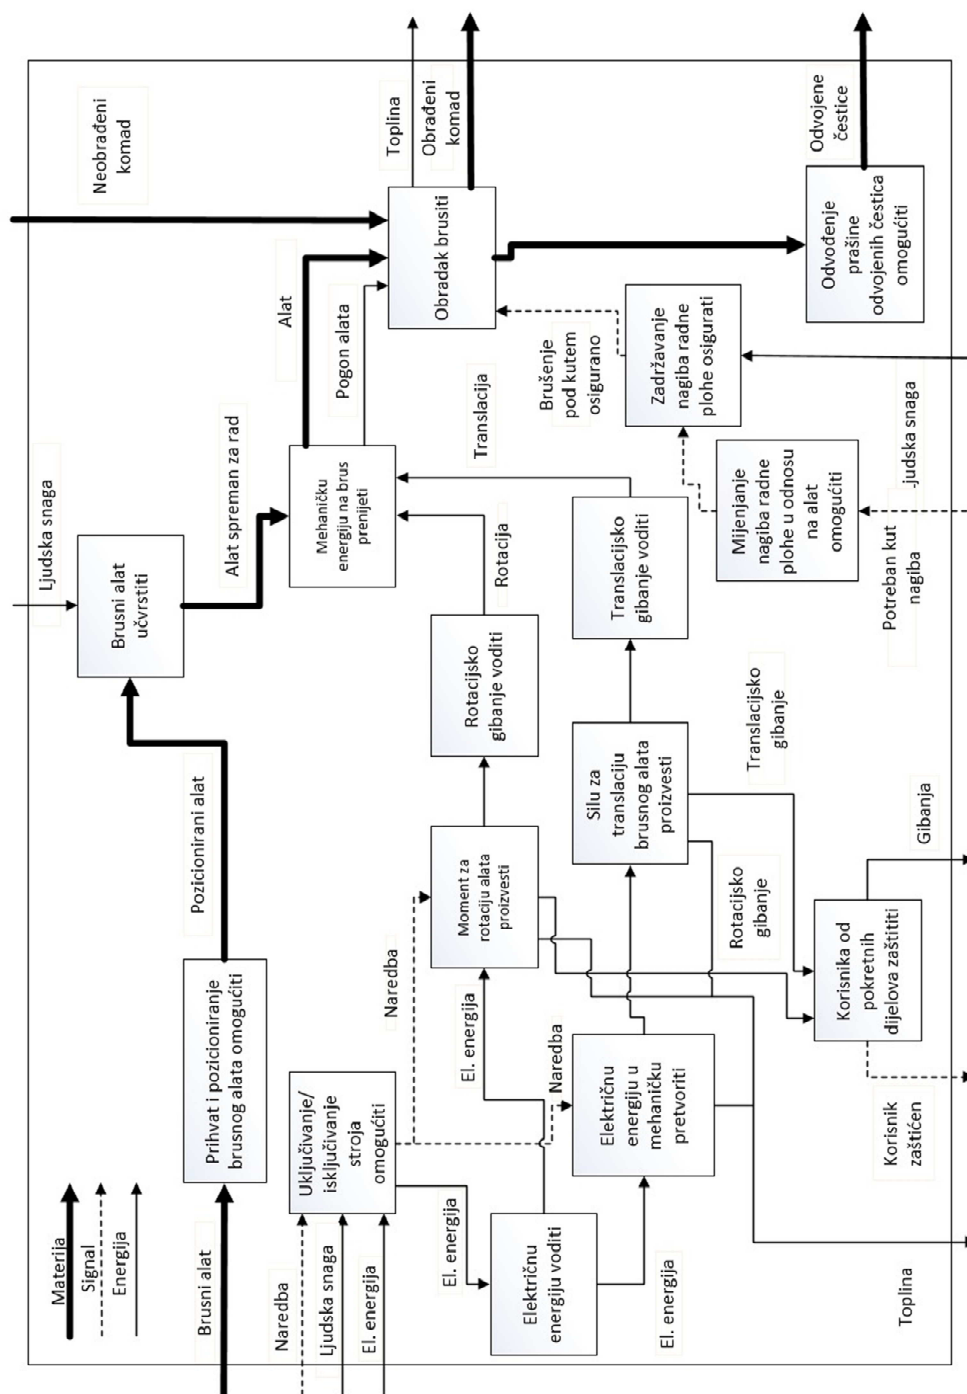 Materija
Signal
Energija
Brusni alat
Prihvat i pozicioniranje
brusnog alata omogućiti
Pozicionirani alat
Ljudska snaga
Brusni alat
učvrstiti
Alat spreman za rad
Neobrađeni
komad
Naredba
Ljudska snaga
El. energija
Uključivanje/
isključivanje
stroja
omogućiti
Naredba
El. energija
Mehaničku
energiju na brus
prenijeti
Alat
Pogon alata
Obradak brusiti
Toplina
Obrađeni
komad
Električnu
energiju voditi
El. energija
Moment za
rotaciju alata
proizvesti
Rotacijsko
gibanje voditi
Rotacija
Translacija
Naredba
El. energija
Električnu
energiju u
mehaničku
pretvoriti
Silu za
translaciju
brusnog alata
proizvesti
Translacijsko
gibanje voditi
Brušenje
pod kutem
osigurano
Zadržavanje
nagiba radne
plohe osigurati
Mijenjanje
nagiba radne
plohe u odnosu
na alat
omogućiti
Odvođenje
prašine
odvojenih čestica
omogućiti
Odvojene
čestice
Rotacijsko
gibanje
Translacijsko
gibanje
Korisnika od
pokretnih
dijelova zaštititi
Korisnik
zaštićen
Gibanja
Potreban kut
nagiba
snaga
Toplina